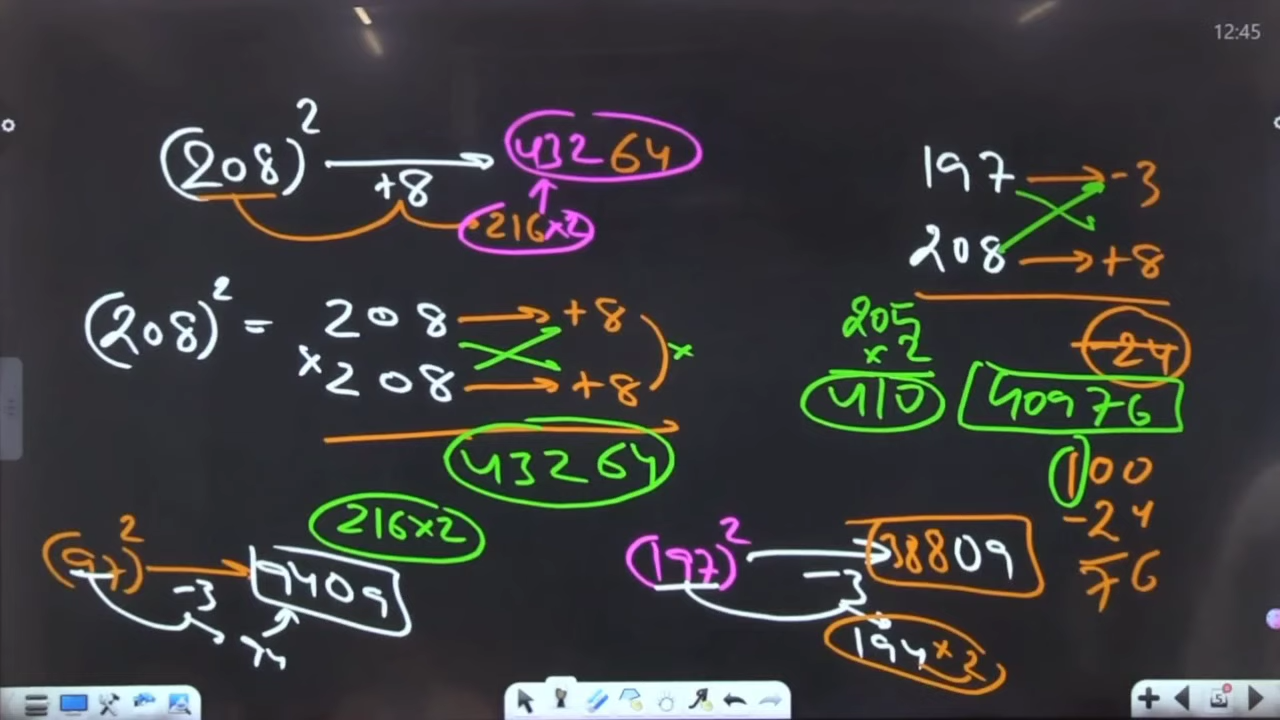 12:45
(208)² +8 → 43264
216×2
(208)² = 208 → +8
×208 → +8
×
43264
216×2
(97)² -3 → 9409
94
197 → -3
208 → +8
-24
205
×2
410
40976
100
-24
76
(197)² -3 → 38809
194×2
5